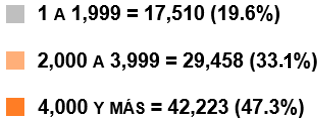 1 A 1,999 = 17,510 (19.6%)
2,000 A 3,999 = 29,458 (33.1%)
4,000 Y MÁS = 42,223 (47.3%)